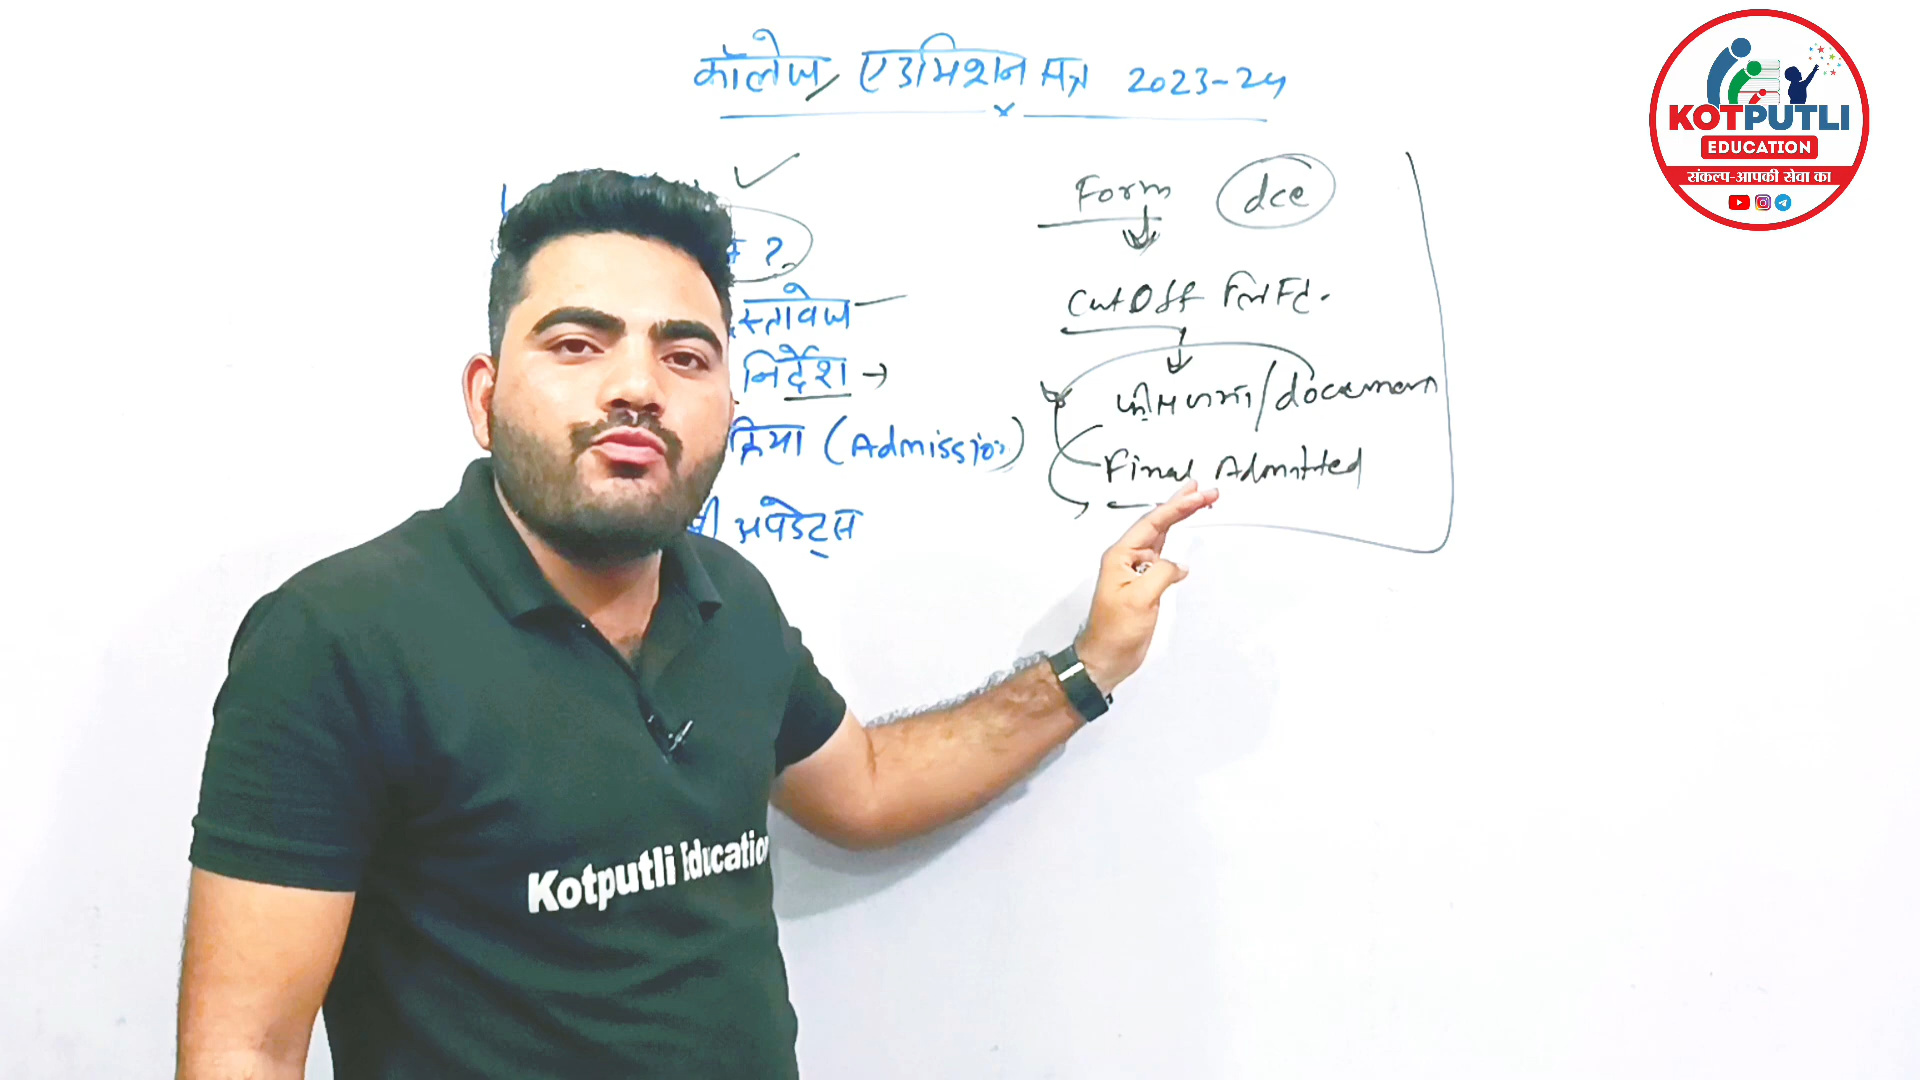 कॉलेज एडमिशन सत्र 2023-24
?
स्तावेज
निर्देश →
क्रिया (Admission)
अपडेट्स
Form dce
CutOff लिस्ट
फीस जमा / document
Final Admitted
Kotputli Education
KOTPUTLI
EDUCATION
संकल्प-आपकी सेवा का